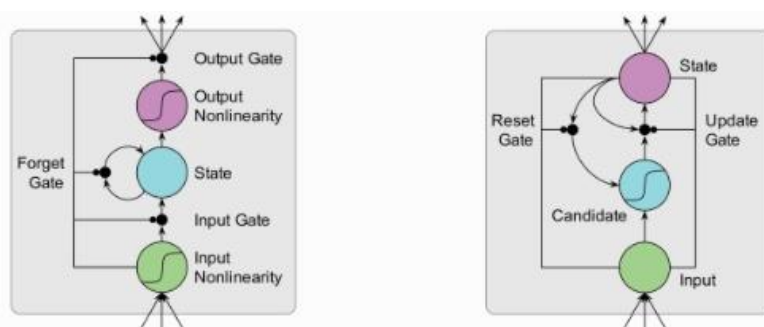 Output Gate
Output
Nonlinearity
Forget
Gate
State
Input Gate
Input
Nonlinearity
State
Reset
Gate
Update
Gate
Candidate
Input